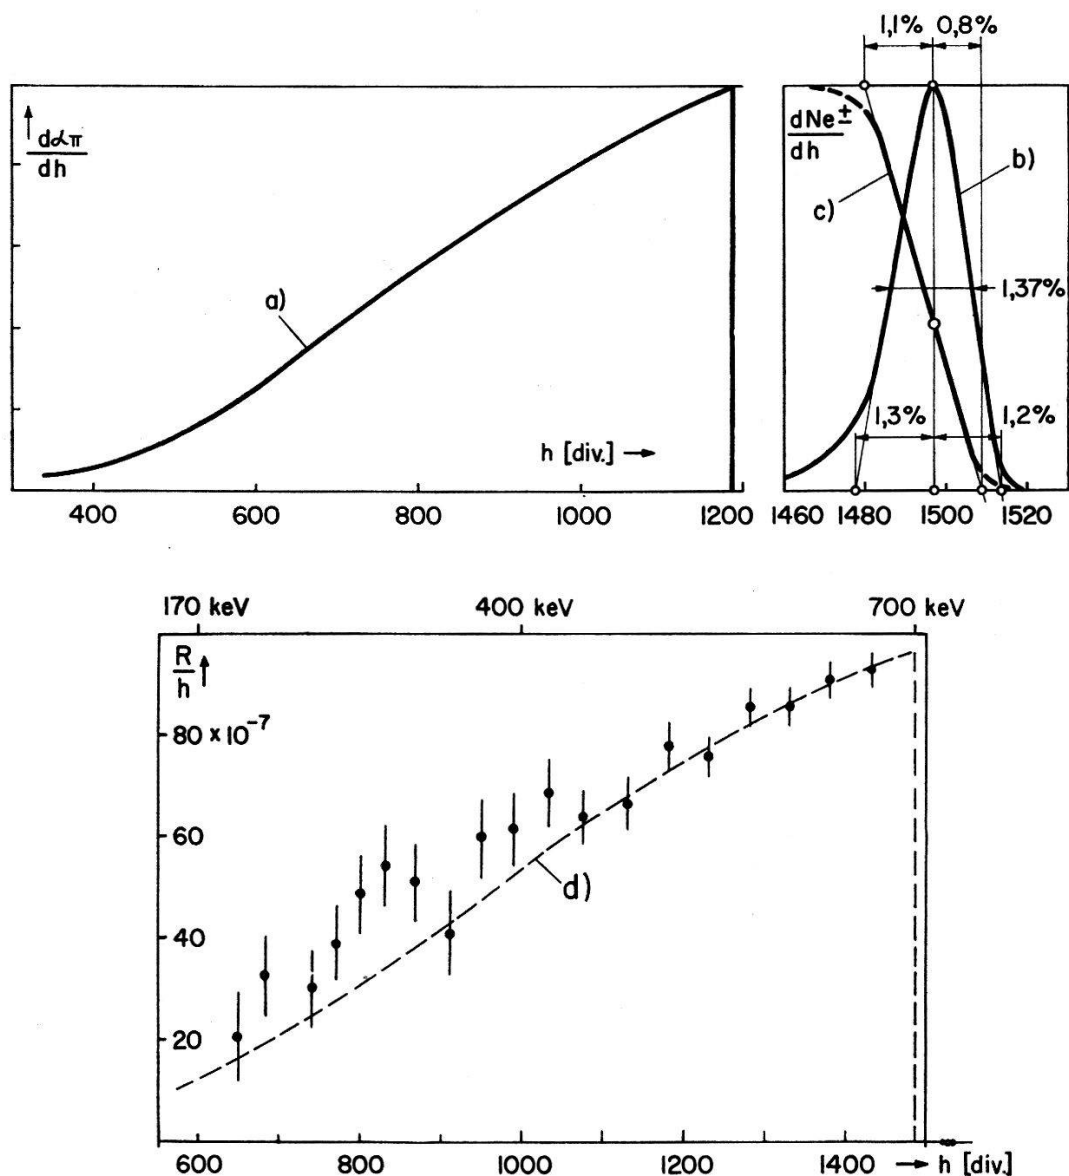 1,1% 0,8%
dαπ
dh
a)
h [div.] →
400 600 800 1000 1200
dNe±
dh
b)
c)
1,37%
1,3% 1,2%
1460 1480 1500 1520
170 keV 400 keV 700 keV
R
h
80 × 10⁻⁷
60
40
20
d)
600 800 1000 1200 1400 → h [div.]